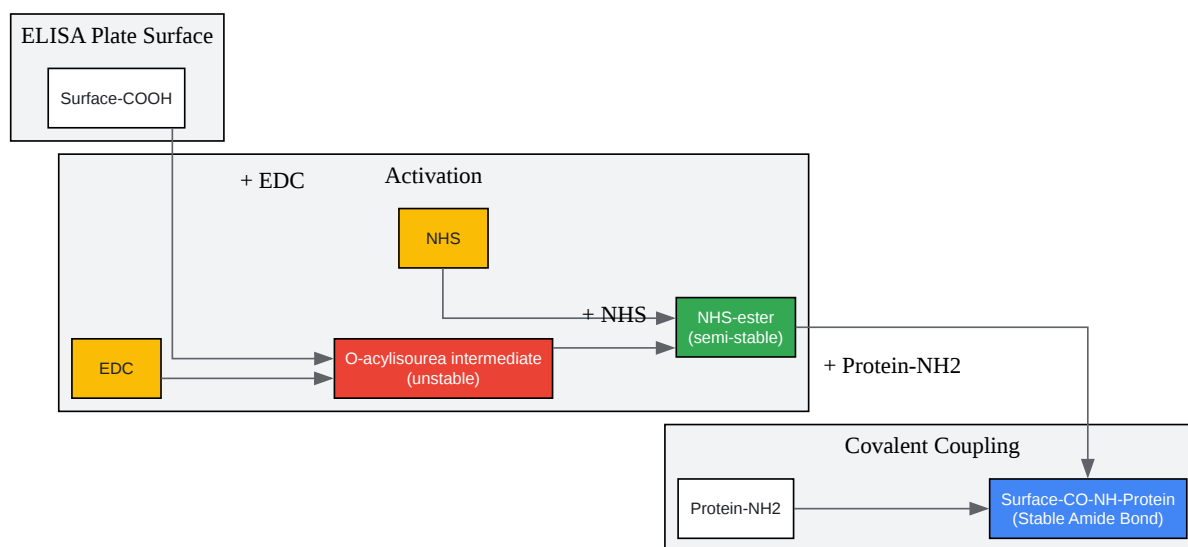 ELISA Plate Surface
Surface-COOH
+ EDC
Activation
NHS
+ NHS
NHS-ester
(semi-stable)
EDC
O-acylisourea intermediate
(unstable)
+ Protein-NH2
Covalent Coupling
Protein-NH2
Surface-CO-NH-Protein
(Stable Amide Bond)